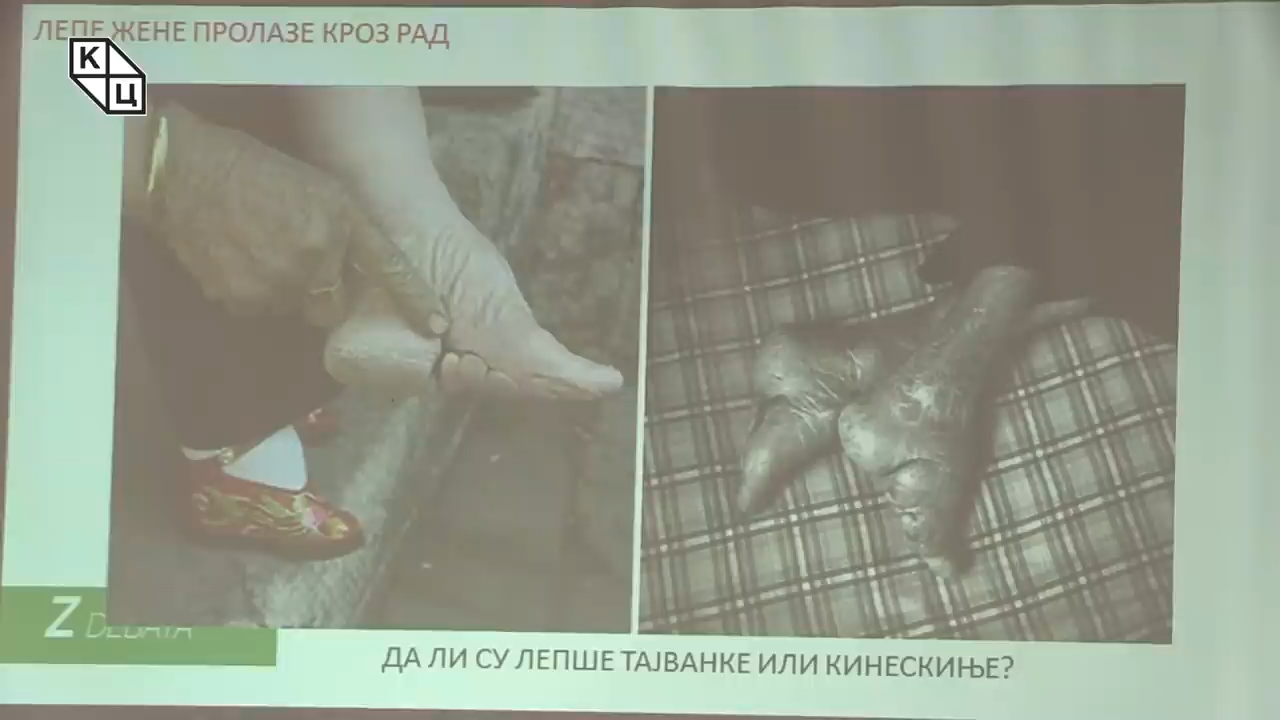 ЛЕПЕ ЖЕНЕ ПРОЛАЗЕ КРОЗ РАД
К
Ц
Z DEBATA
ДА ЛИ СУ ЛЕПШЕ ТАЈВАНКЕ ИЛИ КИНЕСКИЊЕ?